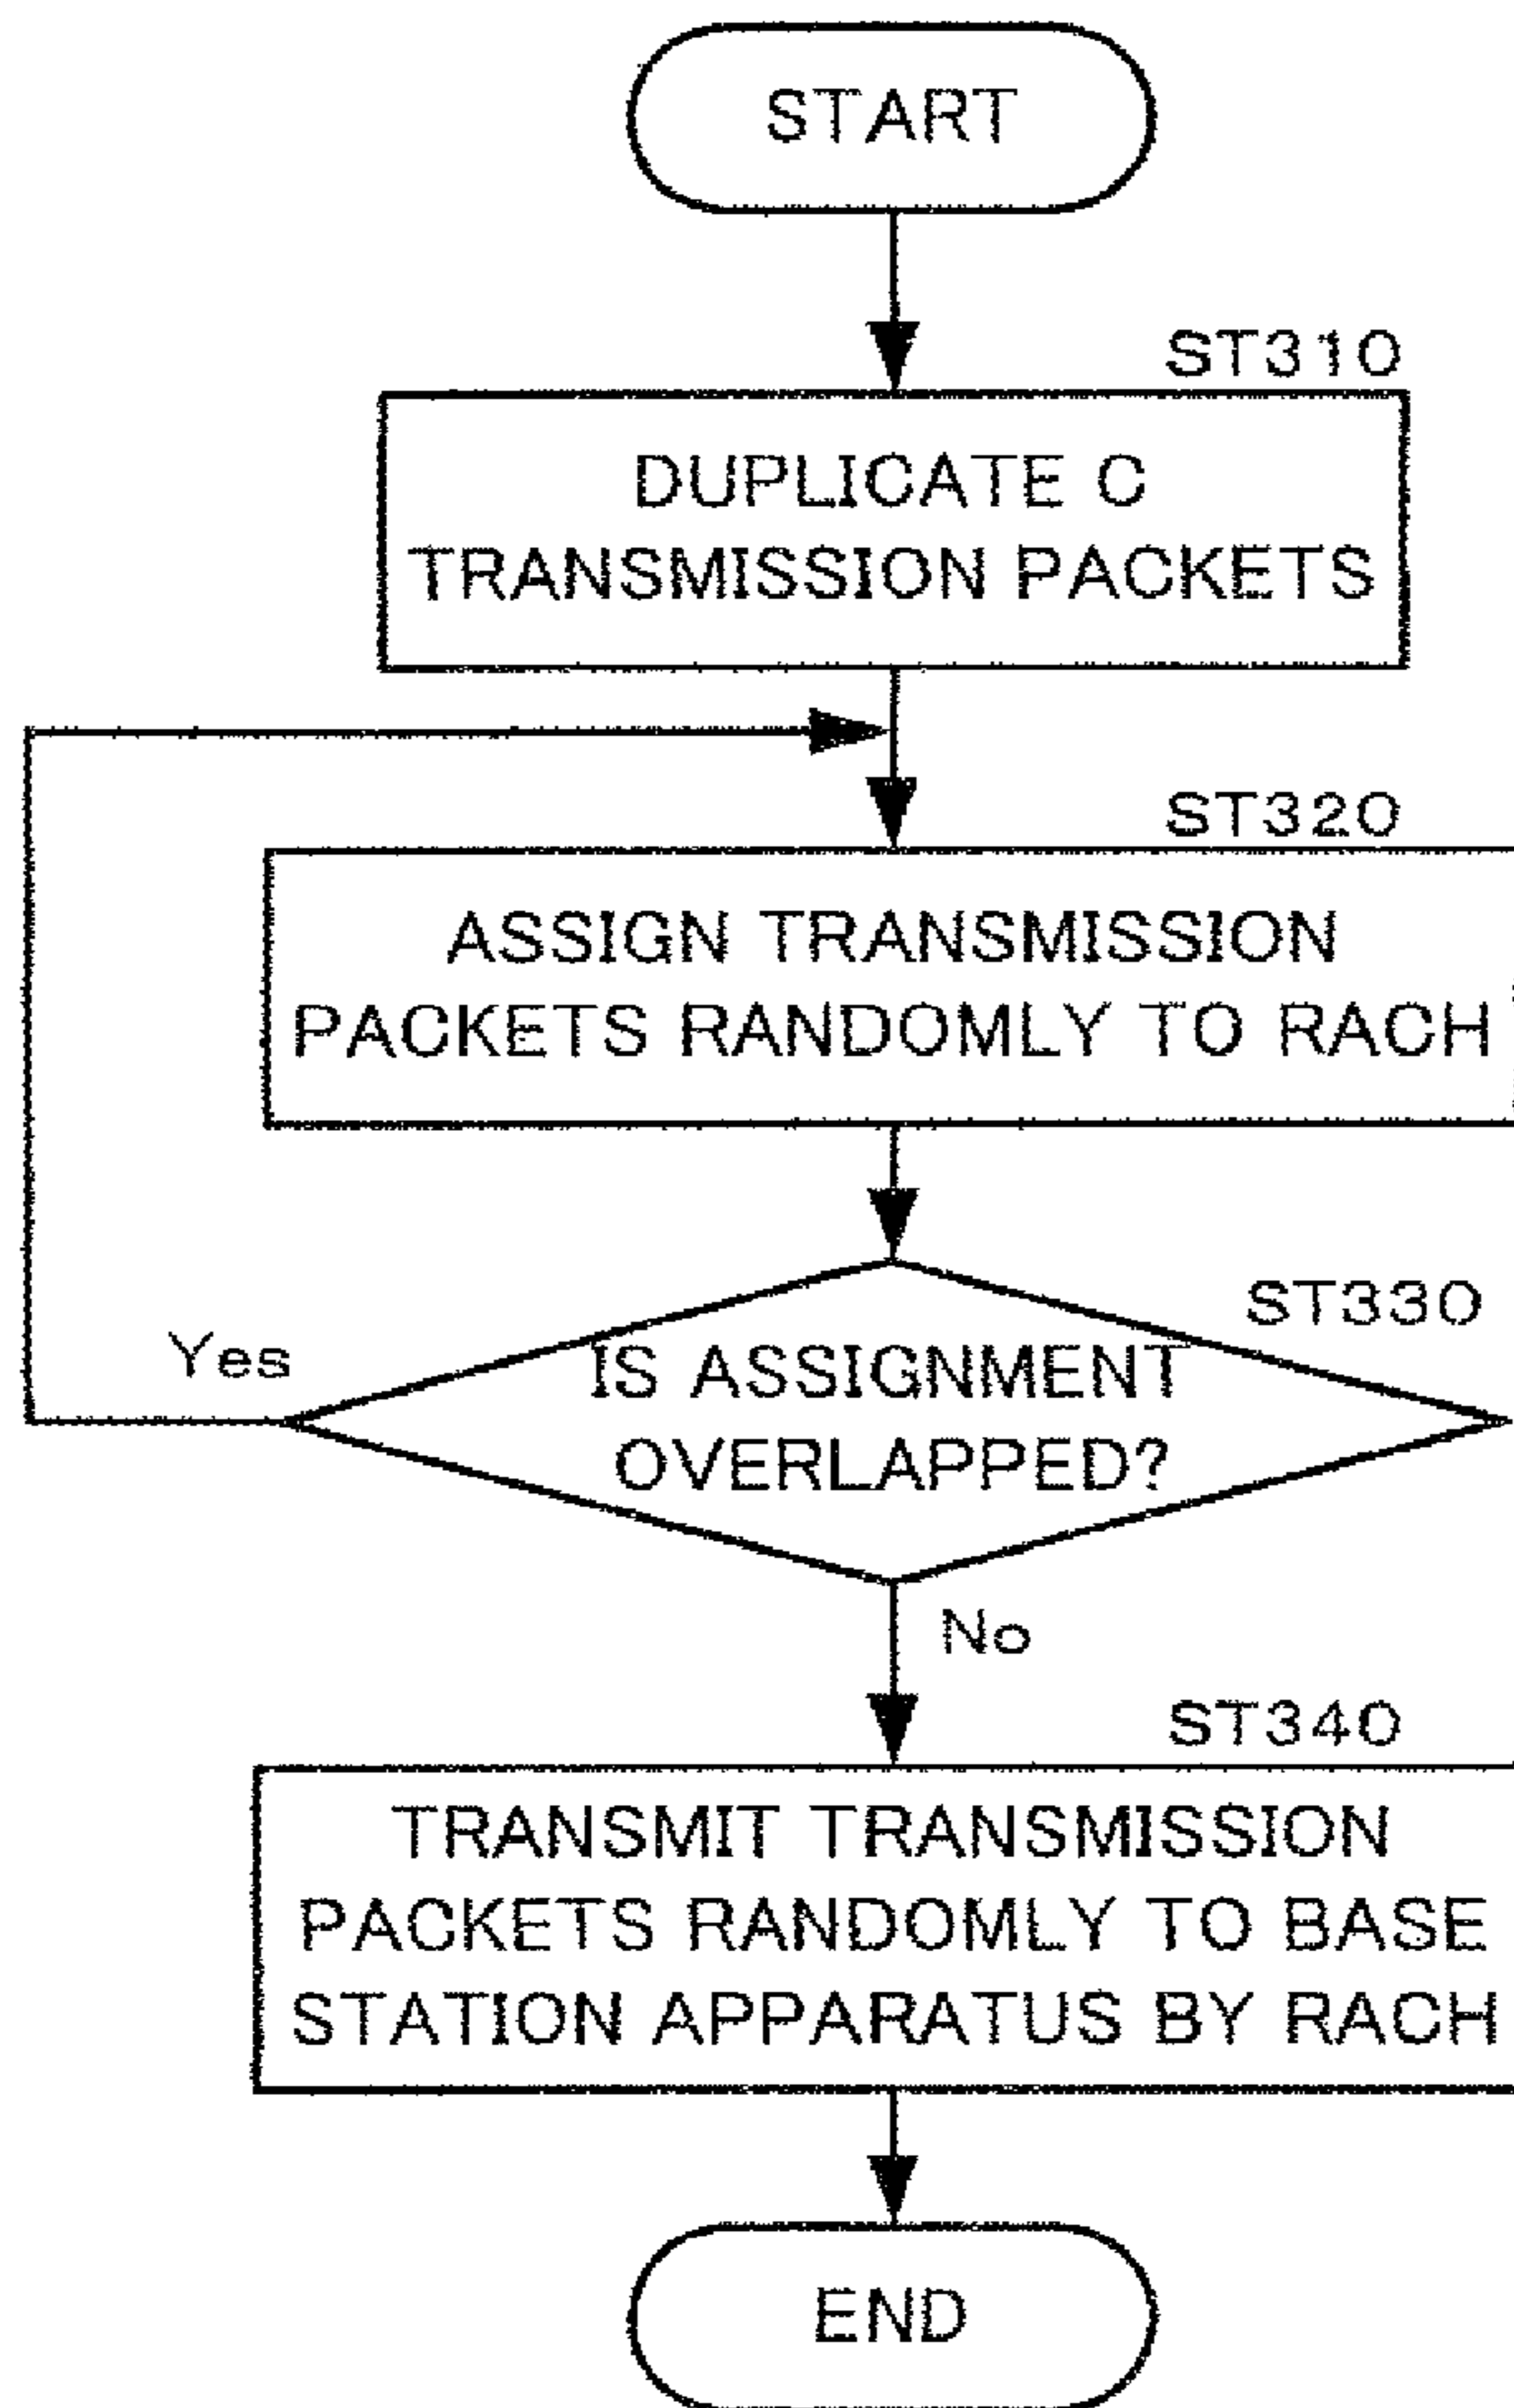 START
ST310
DUPLICATE C
TRANSMISSION PACKETS
ST320
ASSIGN TRANSMISSION
PACKETS RANDOMLY TO RACH
ST330
Yes
IS ASSIGNMENT
OVERLAPPED?
No
ST340
TRANSMIT TRANSMISSION
PACKETS RANDOMLY TO BASE
STATION APPARATUS BY RACH
END